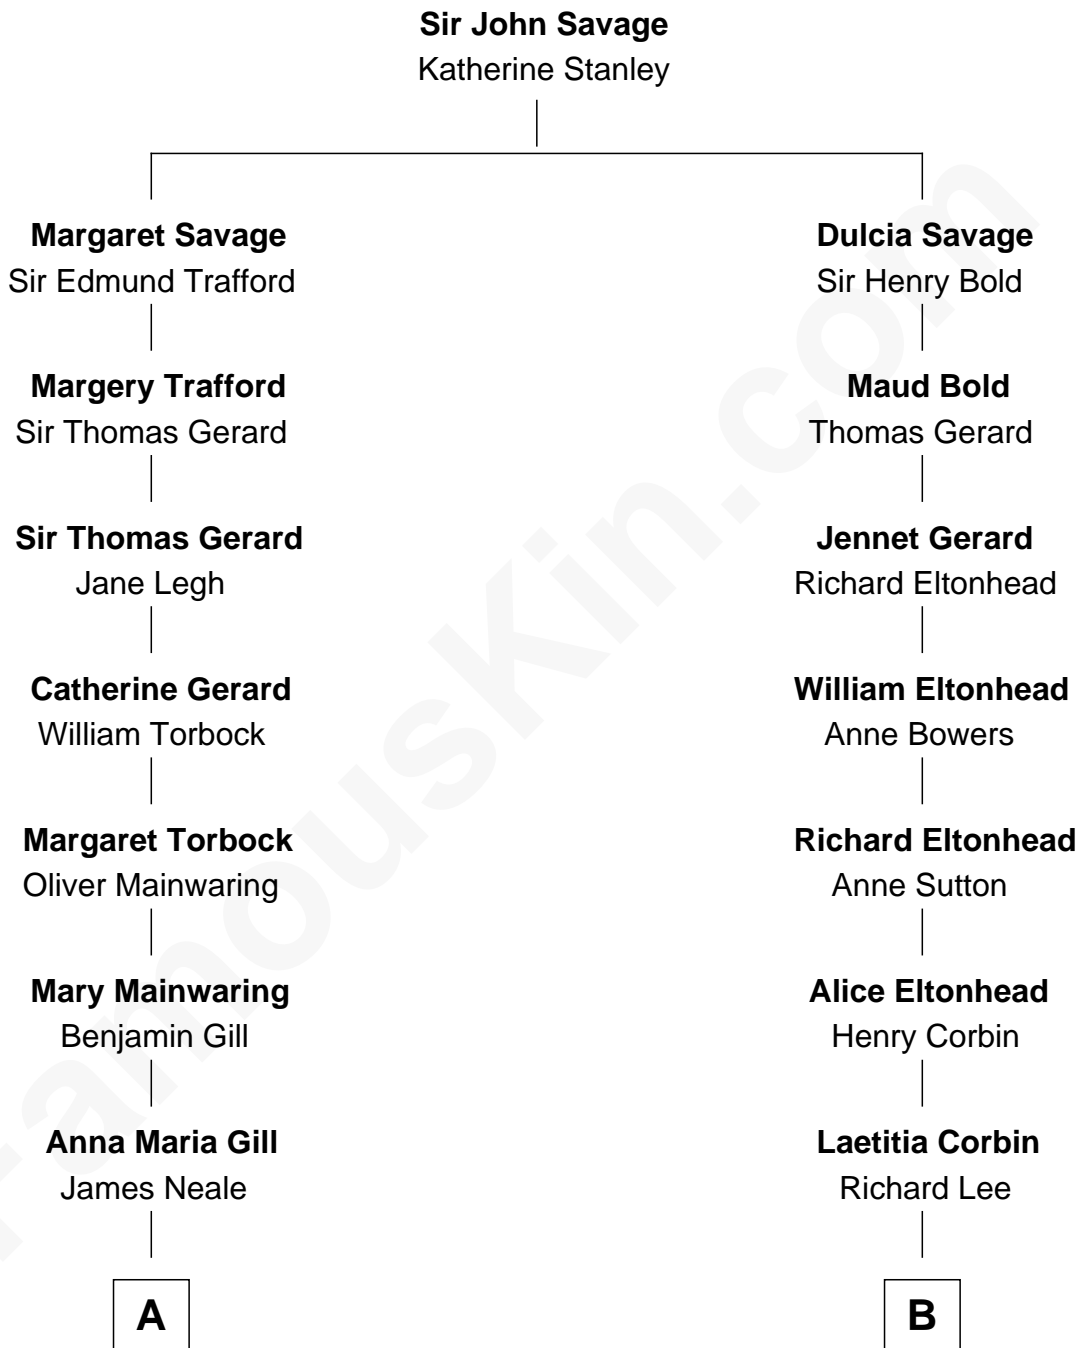 Sir John Savage
Katherine Stanley
Margaret Savage
Sir Edmund Trafford
Dulcia Savage
Sir Henry Bold
Margery Trafford
Sir Thomas Gerard
Maud Bold
Thomas Gerard
Sir Thomas Gerard
Jane Legh
Jennet Gerard
Richard Eltonhead
Catherine Gerard
William Torbock
William Eltonhead
Anne Bowers
Margaret Torbock
Oliver Mainwaring
Richard Eltonhead
Anne Sutton
Mary Mainwaring
Benjamin Gill
Alice Eltonhead
Henry Corbin
Anna Maria Gill
James Neale
Laetitia Corbin
Richard Lee
A
B
FamousKin.com